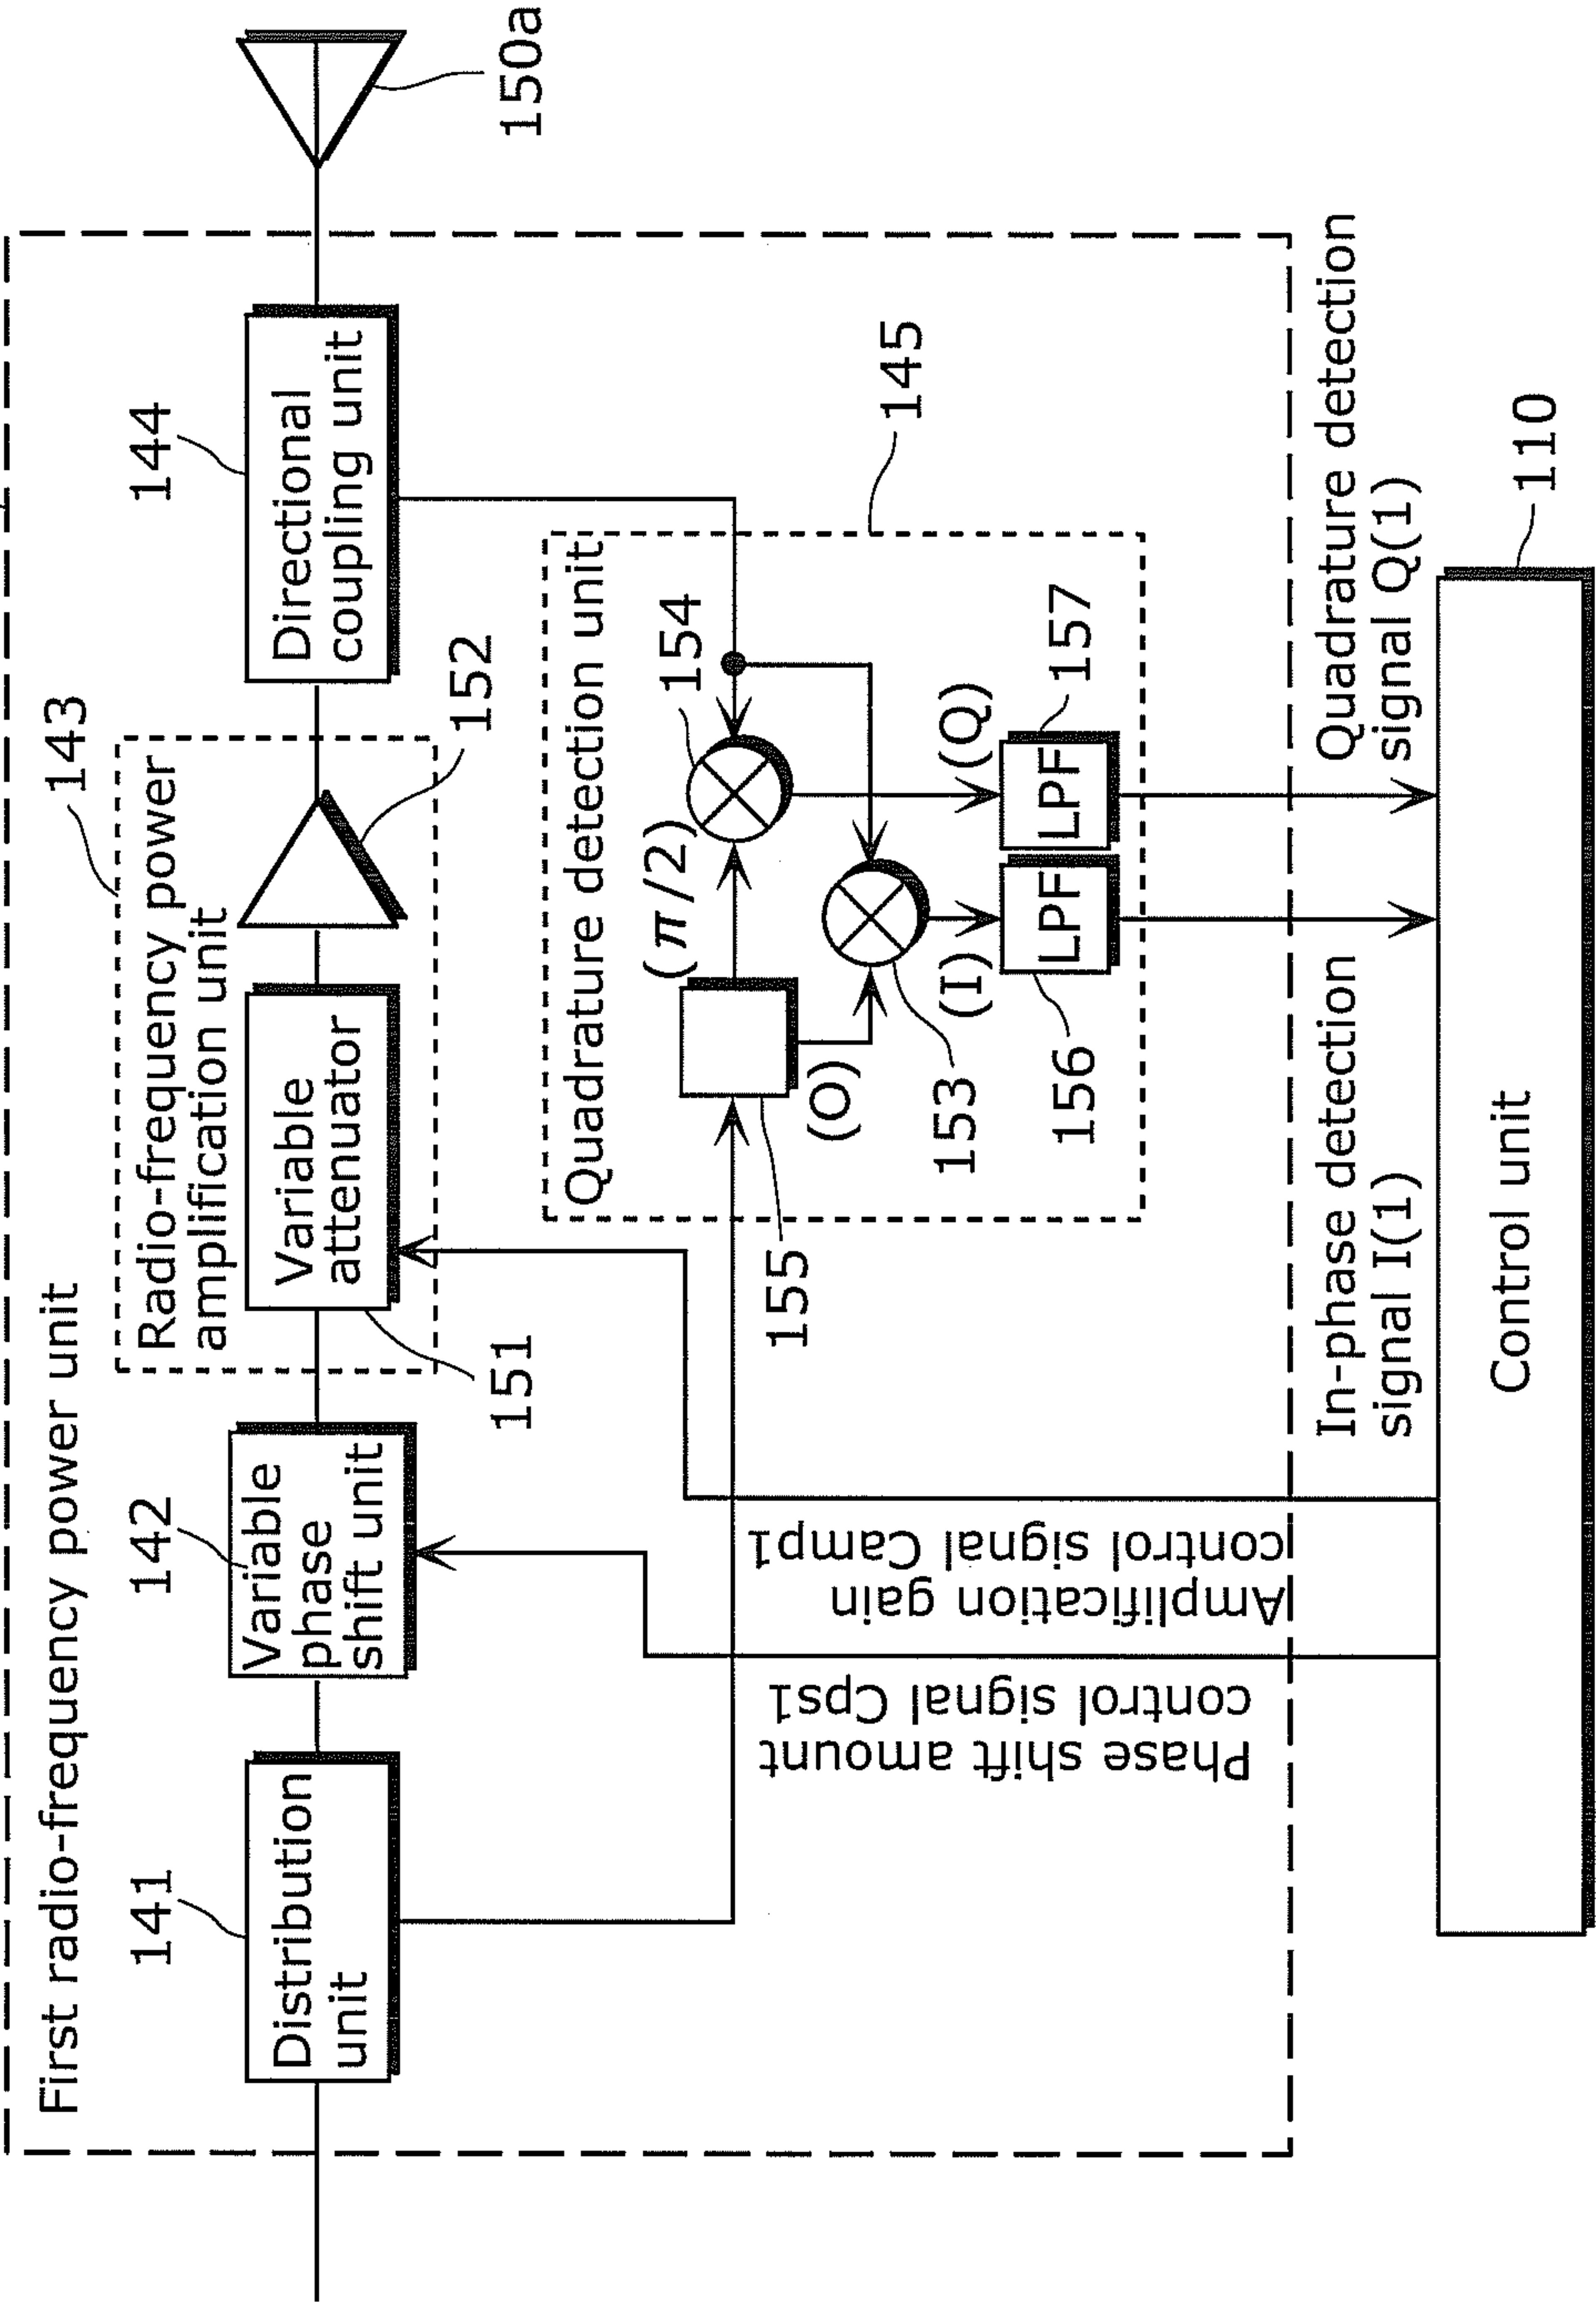 First radio-frequency power unit
141
142
143
144
150a
Radio-frequency power
amplification unit
Distribution
unit
Variable
phase
shift unit
Variable
attenuator
Directional
coupling unit
151
152
Quadrature detection unit
145
(π/2)
154
155
(O)
153
(I)
(Q)
156
157
LPF
LPF
Phase shift amount
control signal Cps1
Amplification gain
control signal Camp1
In-phase detection
signal I(1)
Quadrature detection
signal Q(1)
110
Control unit